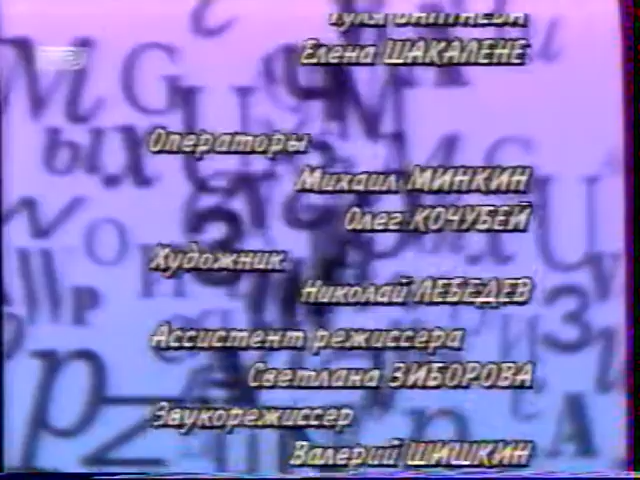 Елена ШАКАЛЕНЕ
Операторы
Михаил МИНКИН
Олег КОЧУБЕЙ
Художник
Николай ЛЕБЕДЕВ
Ассистент режиссера
Светлана ЗИБОРОВА
Звукорежиссер
Валерий ШИШКИН